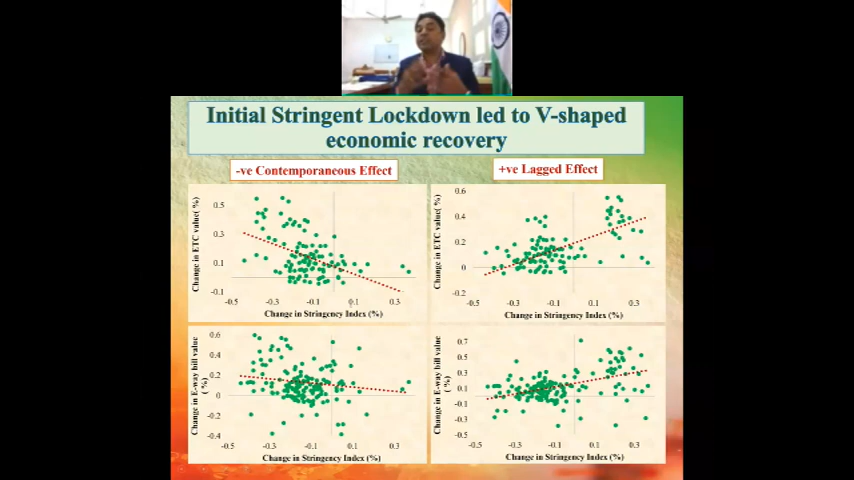 Initial Stringent Lockdown led to V-shaped
economic recovery
-ve Contemporaneous Effect
+ve Lagged Effect
Change in ETC value( %)
0.5
0.3
0.1
-0.1
-0.5 -0.3 -0.1 0.1 0.3
Change in Stringency Index (%)
Change in ETC value( %)
0.6
0.4
0.2
0
-0.2
-0.5 -0.3 -0.1 0.1 0.3
Change in Stringency Index (%)
Change in E-way bill value
( %)
0.6
0.4
0.2
0
-0.2
-0.4
-0.5 -0.3 -0.1 0.1 0.3
Change in Stringency Index (%)
Change in E-way bill value
(%)
0.7
0.5
0.3
0.1
-0.1
-0.3
-0.5
-0.5 -0.3 -0.1 0.1 0.3
Change in Stringency Index (%)